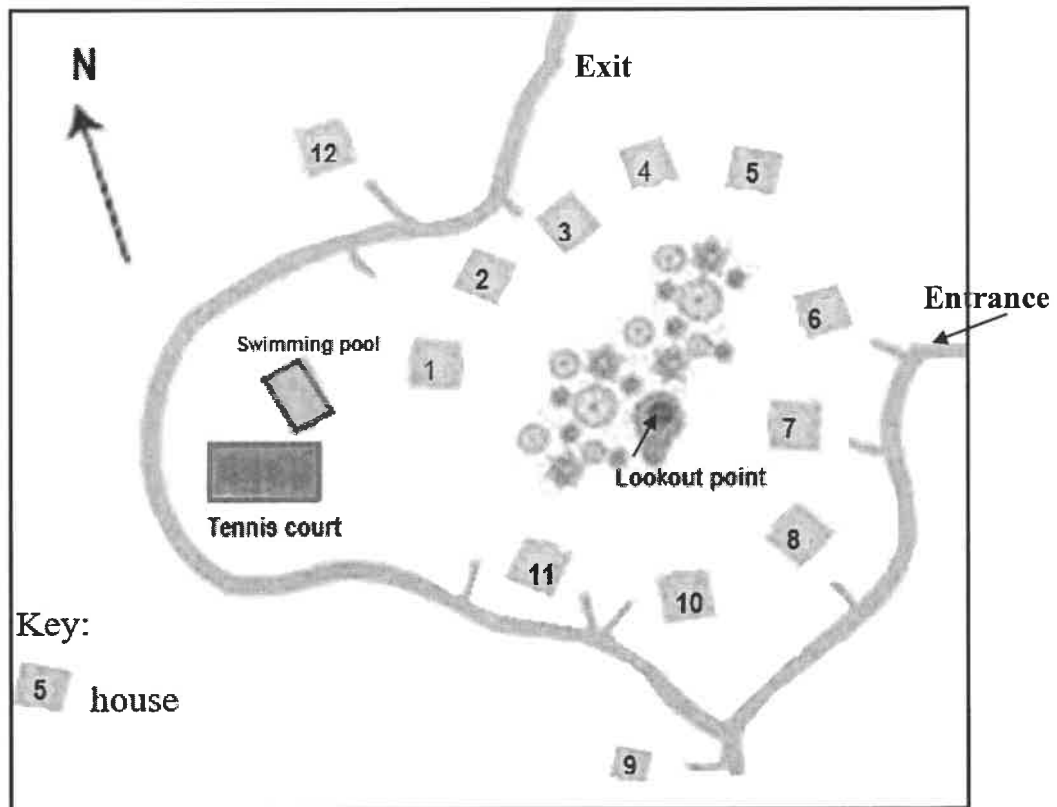 N
Exit
12
4
5
3
2
Entrance
6
Swimming pool
1
7
Lookout point
Tennis court
8
11
10
Key:
5 house
9